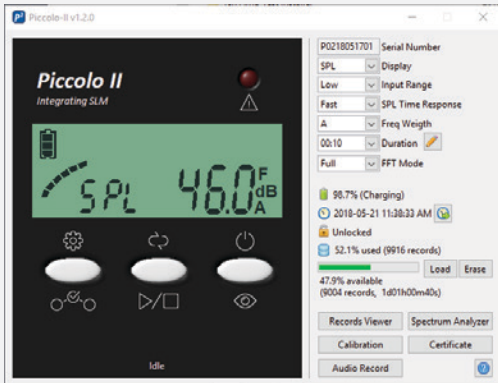 Piccolo-II v1.2.0
Piccolo II
Integrating SLM
SPL 46.0 F dB A
Idle
P0218051701 Serial Number
SPL Display
Low Input Range
Fast SPL Time Response
A Freq Weigth
00:10 Duration
Full FFT Mode
98.7% (Charging)
2018-05-21 11:38:33 AM
Unlocked
52.1% used (9916 records)
Load Erase
47.9% available
(9004 records, 1d01h00m40s)
Records Viewer Spectrum Analyzer
Calibration Certificate
Audio Record